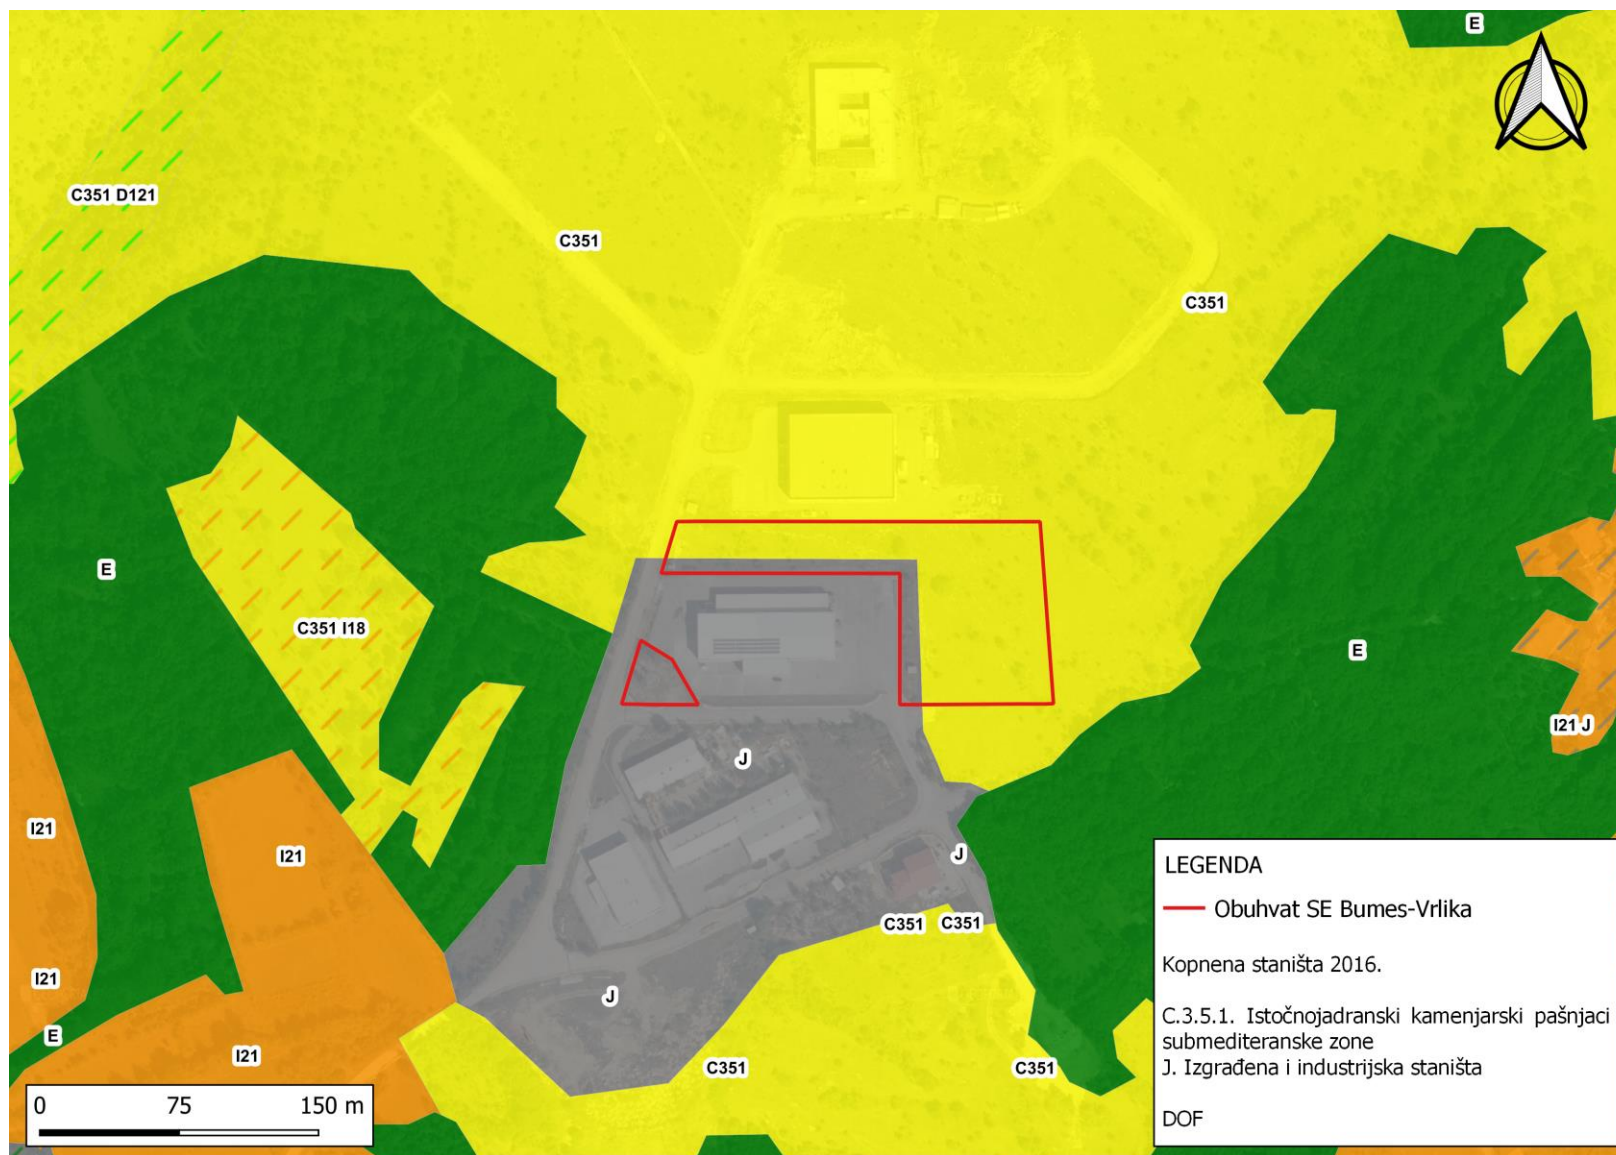 E
C351 D121
C351
C351
E
C351 I18
E
I21 J
J
I21
I21
J
C351 C351
I21
J
E
I21
C351
C351
0 75 150 m
LEGENDA
Obuhvat SE Bumes-Vrlika
Kopnena staništa 2016.
C.3.5.1. Istočnojadranski kamenjarski pašnjaci
submediteranske zone
J. Izgrađena i industrijska staništa
DOF